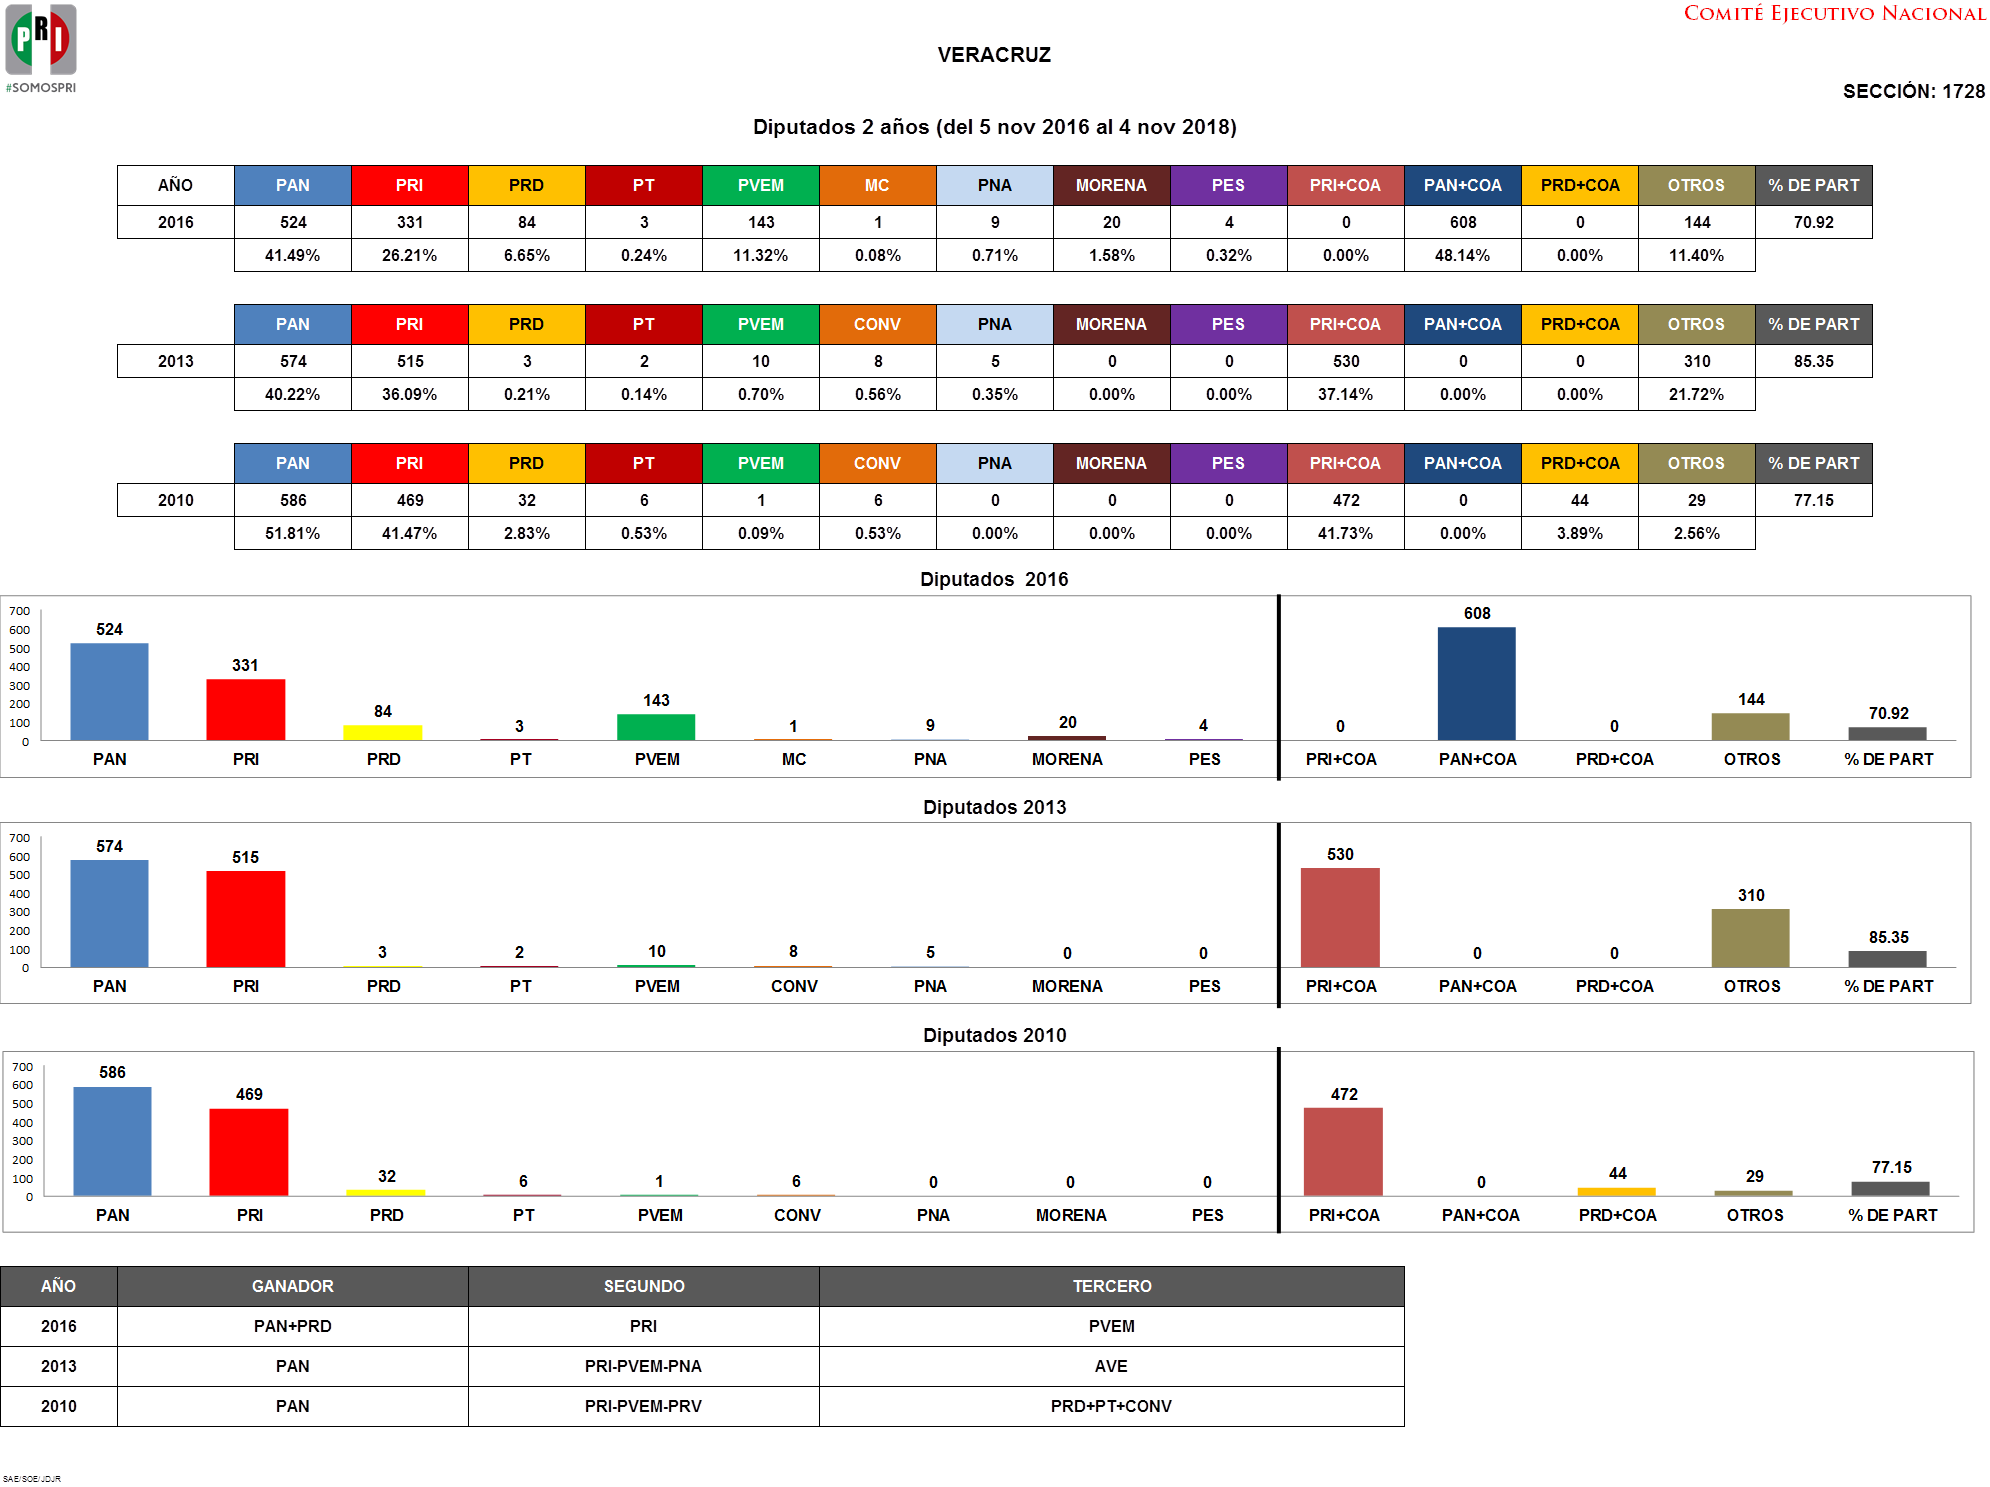 PRI
#SOMOSPRI
COMITÉ EJECUTIVO NACIONAL
VERACRUZ
SECCIÓN: 1728
Diputados 2 años (del 5 nov 2016 al 4 nov 2018)
AÑO PAN PRI PRD PT PVEM MC PNA MORENA PES PRI+COA PAN+COA PRD+COA OTROS % DE PART
2016 524 331 84 3 143 1 9 20 4 0 608 0 144 70.92
41.49% 26.21% 6.65% 0.24% 11.32% 0.08% 0.71% 1.58% 0.32% 0.00% 48.14% 0.00% 11.40%
PAN PRI PRD PT PVEM CONV PNA MORENA PES PRI+COA PAN+COA PRD+COA OTROS % DE PART
2013 574 515 3 2 10 8 5 0 0 530 0 0 310 85.35
40.22% 36.09% 0.21% 0.14% 0.70% 0.56% 0.35% 0.00% 0.00% 37.14% 0.00% 0.00% 21.72%
PAN PRI PRD PT PVEM CONV PNA MORENA PES PRI+COA PAN+COA PRD+COA OTROS % DE PART
2010 586 469 32 6 1 6 0 0 0 472 0 44 29 77.15
51.81% 41.47% 2.83% 0.53% 0.09% 0.53% 0.00% 0.00% 0.00% 41.73% 0.00% 3.89% 2.56%
Diputados 2016
700
600
500
400
300
200
100
0
524 331 84 3 143 1 9 20 4 0 608 0 144 70.92
PAN PRI PRD PT PVEM MC PNA MORENA PES PRI+COA PAN+COA PRD+COA OTROS % DE PART
Diputados 2013
700
600
500
400
300
200
100
0
574 515 3 2 10 8 5 0 0 530 0 0 310 85.35
PAN PRI PRD PT PVEM CONV PNA MORENA PES PRI+COA PAN+COA PRD+COA OTROS % DE PART
Diputados 2010
700
600
500
400
300
200
100
0
586 469 32 6 1 6 0 0 0 472 0 44 29 77.15
PAN PRI PRD PT PVEM CONV PNA MORENA PES PRI+COA PAN+COA PRD+COA OTROS % DE PART
AÑO GANADOR SEGUNDO TERCERO
2016 PAN+PRD PRI PVEM
2013 PAN PRI-PVEM-PNA AVE
2010 PAN PRI-PVEM-PRV PRD+PT+CONV
SAE/SOE/JDJR